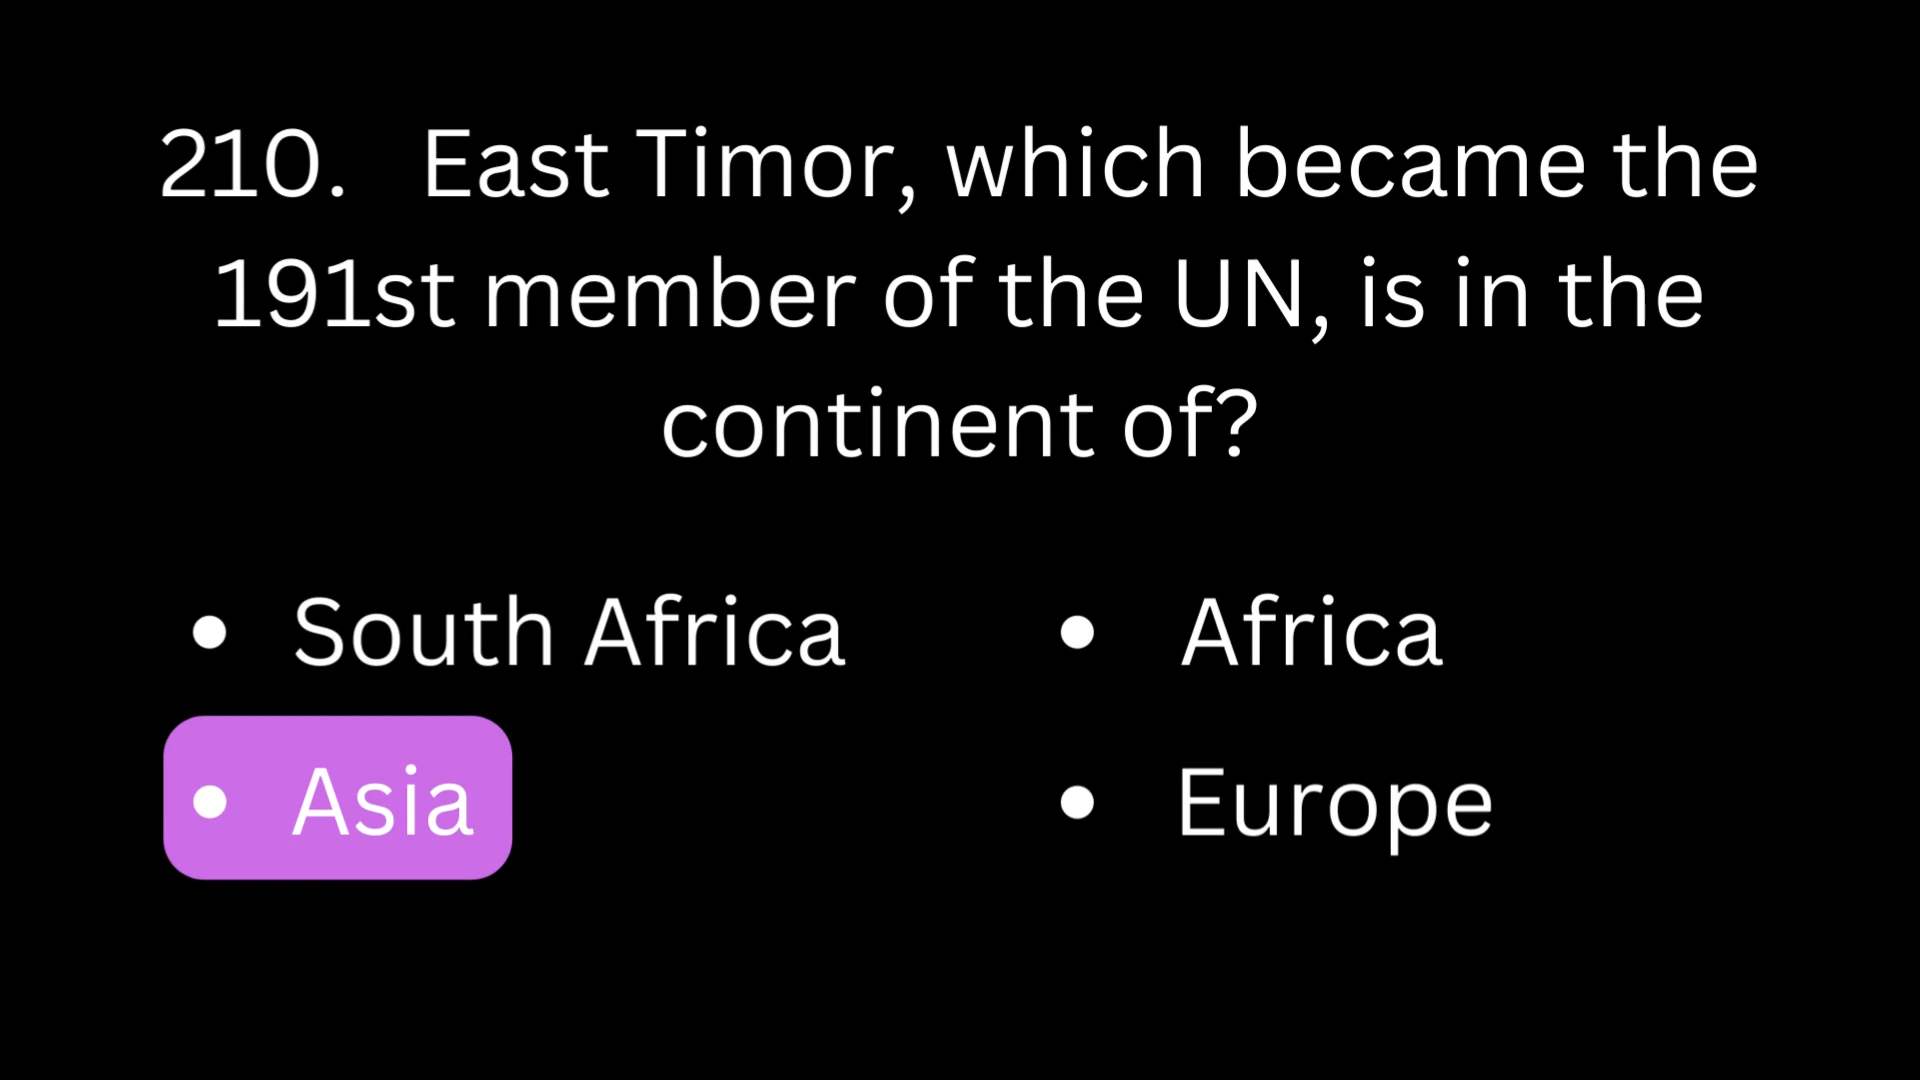 210. East Timor, which became the
191st member of the UN, is in the
continent of?
• South Africa
• Africa
• Asia
• Europe